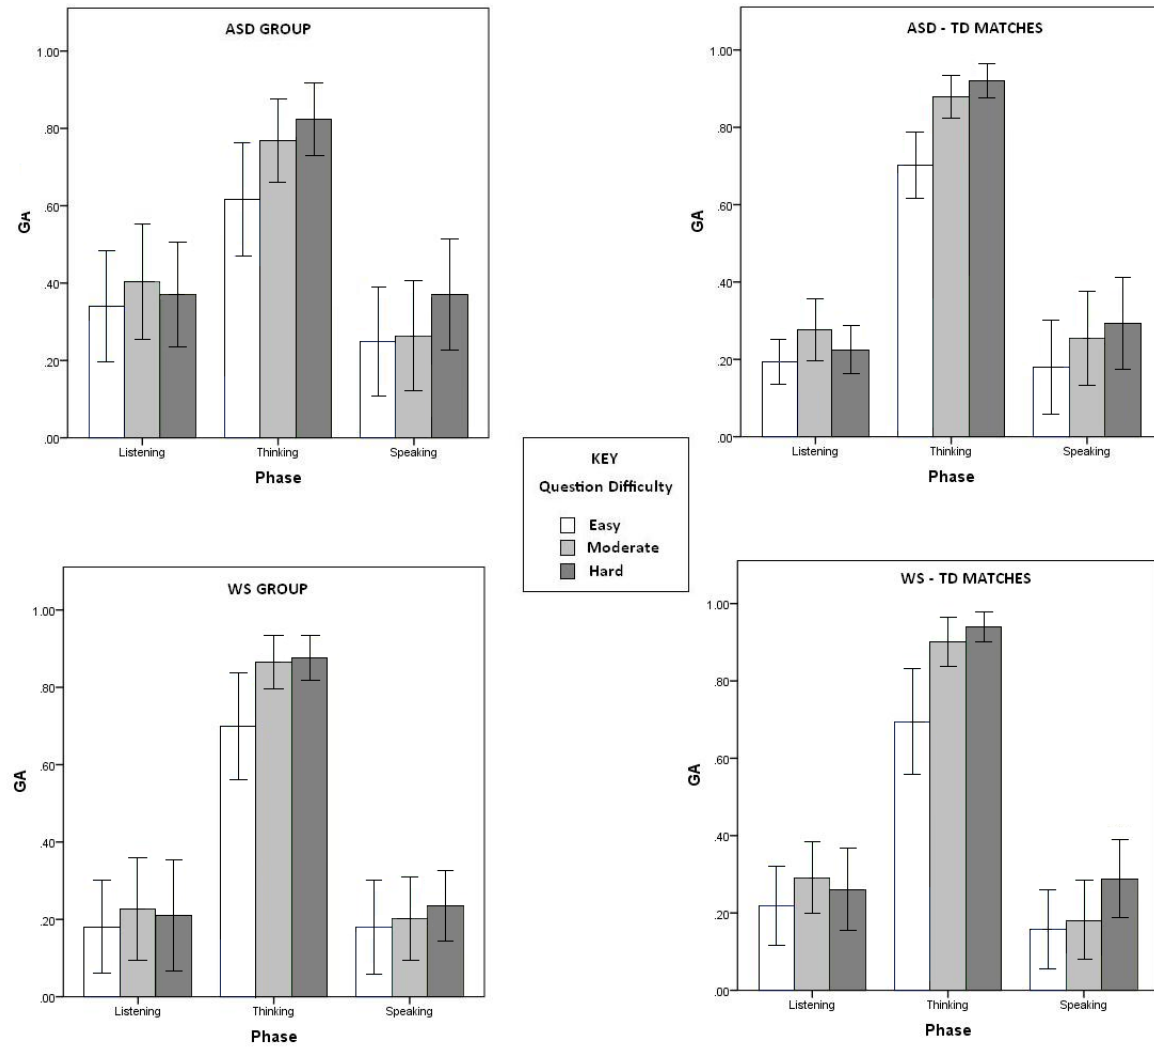 ASD GROUP
1.00
.80
.60
.40
.20
.00
GA
Listening Thinking Speaking
Phase
ASD - TD MATCHES
1.00
.80
.60
.40
.20
.00
GA
Listening Thinking Speaking
Phase
KEY
Question Difficulty
Easy
Moderate
Hard
WS GROUP
1.00
.80
.60
.40
.20
.00
GA
Listening Thinking Speaking
Phase
WS - TD MATCHES
1.00
.80
.60
.40
.20
.00
GA
Listening Thinking Speaking
Phase